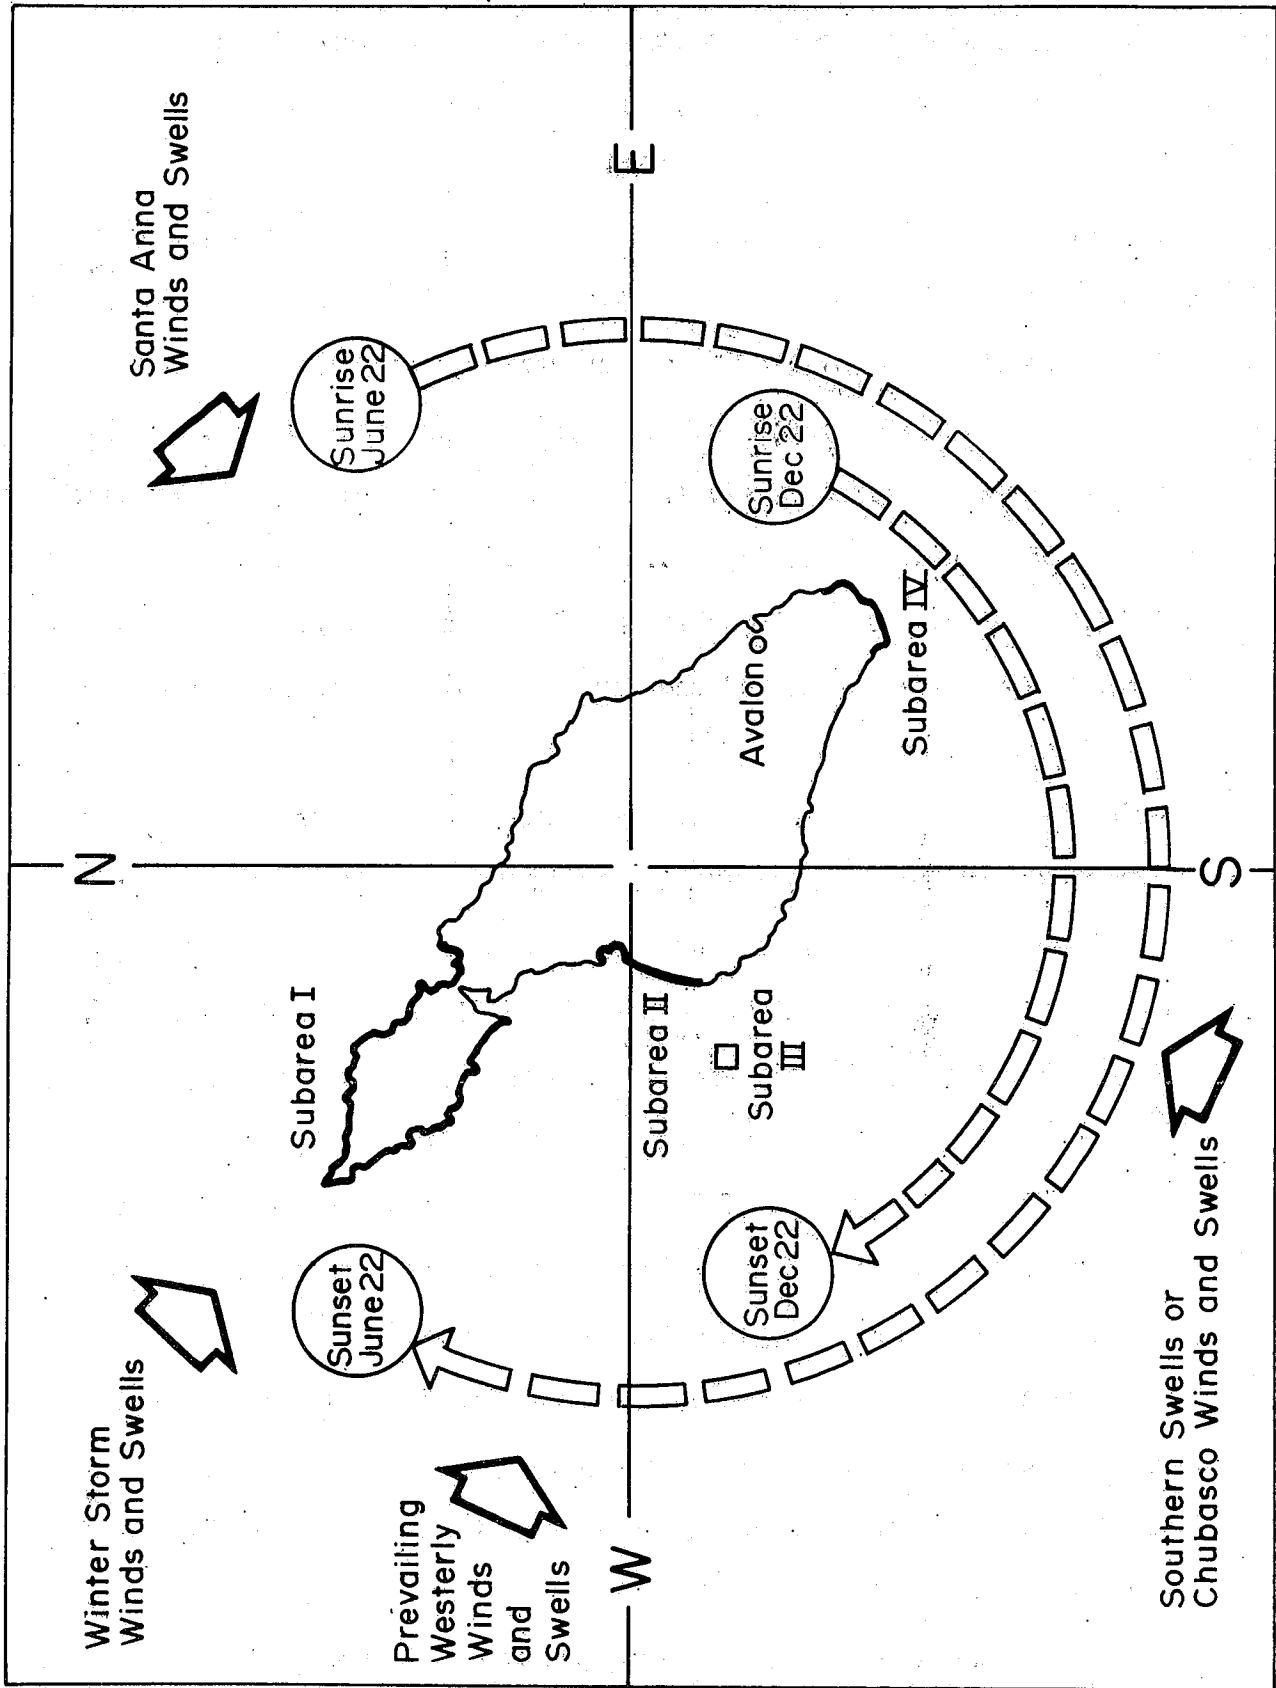 Winter Storm
Winds and Swells
N
Santa Anna
Winds and Swells
Prevailing
Westerly
Winds
and
Swells
Sunset
June 22
Subarea I
Sunrise
June 22
W
E
Subarea II
Subarea
III
Avalon
Sunset
Dec 22
Sunrise
Dec 22
Subarea IV
Southern Swells or
Chubasco Winds and Swells
S